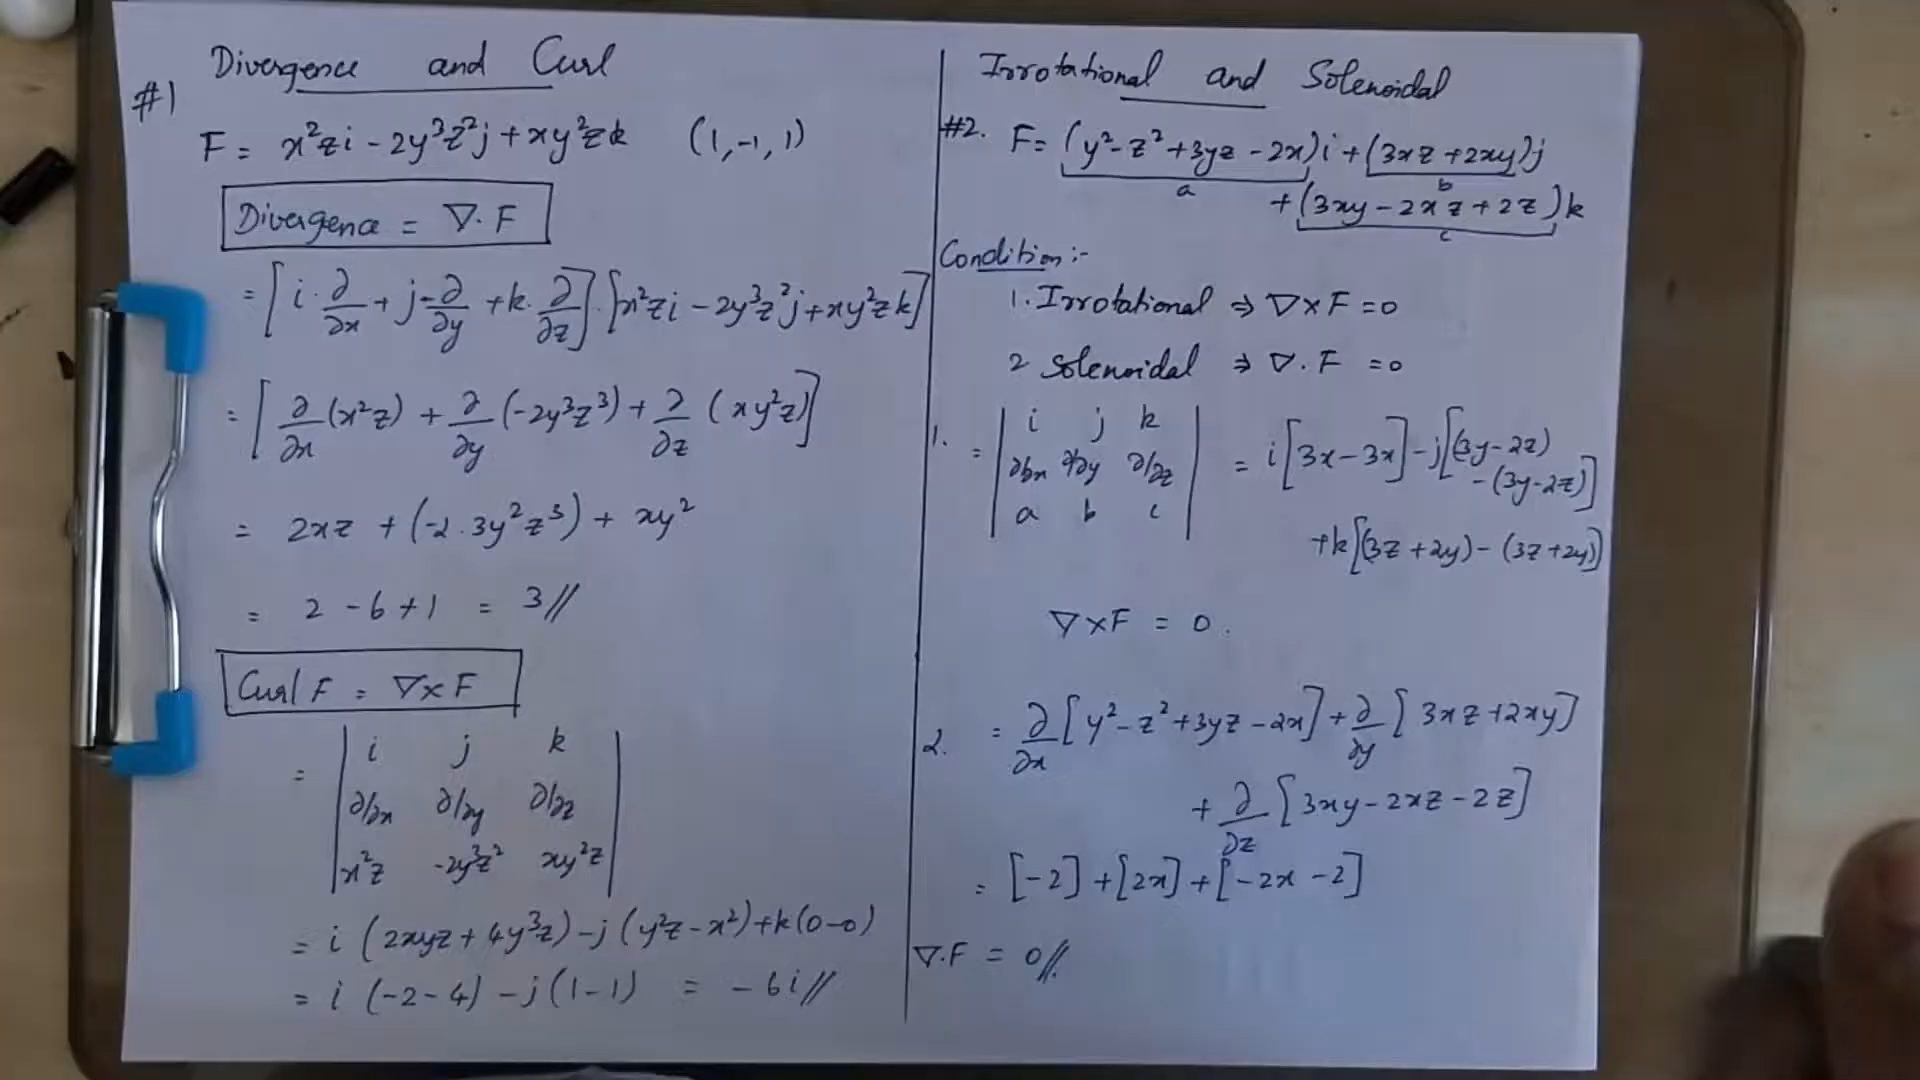 Divergence and Curl
#1
F = x²zi - 2y³z²j + xy²zk (1,-1,1)
Divergence = ∇·F
= [i·∂/∂x + j·∂/∂y + k·∂/∂z]·[x²zi - 2y³z²j + xy²zk]
= [∂/∂x (x²z) + ∂/∂y (-2y³z³) + ∂/∂z (xy²z)]
= 2xz + (-2·3y²z³) + xy²
= 2 - 6 + 1 = 3//
Curl F = ∇×F
= | i j k
∂/∂x ∂/∂y ∂/∂z
x²z -2y³z² xy²z |
= i (2xyz + 4y³z) - j (y²z - x²) + k(0-0)
= i (-2-4) - j(1-1) = -6i//
Irrotational and Solenoidal
#2. F = (y²-z²+3yz-2x)i + (3xz+2xy)j
a b
+(3xy-2xz+2z)k
c
Condition:-
1. Irrotational ⇒ ∇×F = 0
2 Solenoidal ⇒ ∇.F = 0
1. = | i j k
∂/∂x ∂/∂y ∂/∂z
a b c | = i[3x-3x] - j[(3y-2z)
-(3y-2z)]
+k[(3z+2y) - (3z+2y)]
∇×F = 0.
2. = ∂/∂x [y²-z²+3yz-2x] + ∂/∂y [3xz+2xy]
+ ∂/∂z [3xy-2xz-2z]
= [-2] + [2x] + [-2x-2]
∇.F = 0//.